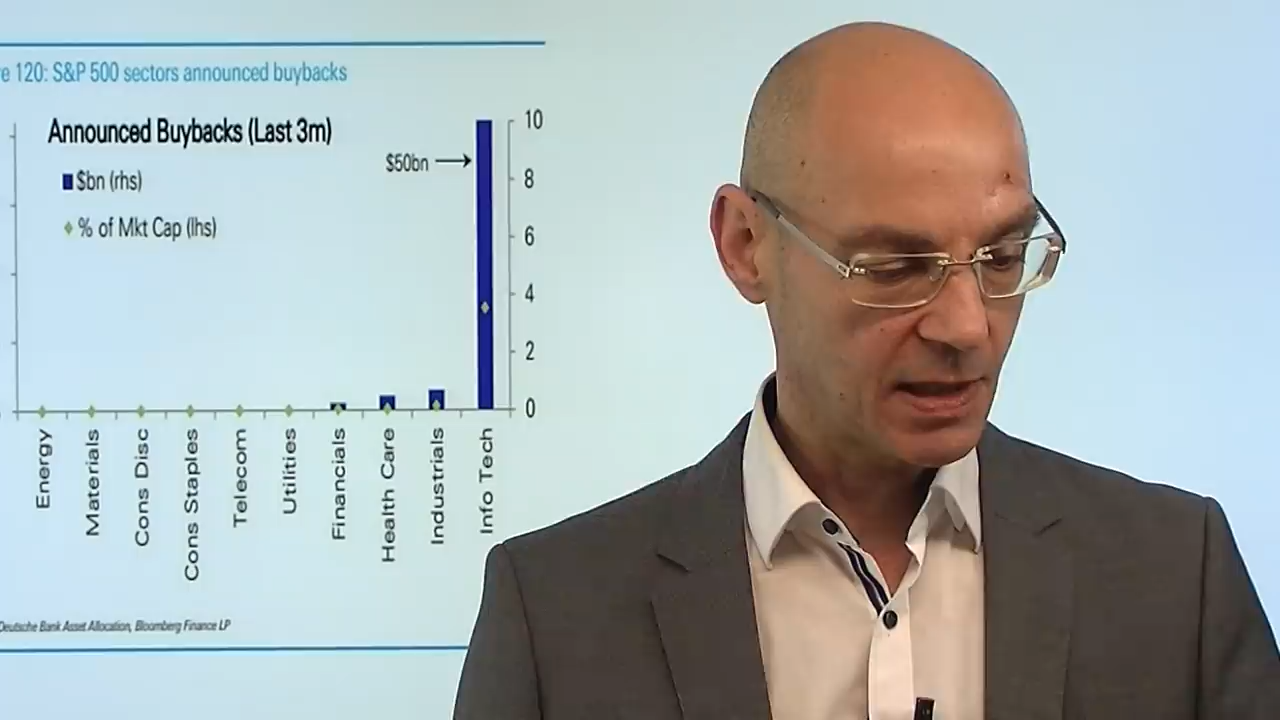 e 120: S&P 500 sectors announced buybacks
Announced Buybacks (Last 3m)
$bn (rhs)
% of Mkt Cap (lhs)
$50bn
10
8
6
4
2
0
Energy
Materials
Cons Disc
Cons Staples
Telecom
Utilities
Financials
Health Care
Industrials
Info Tech
Deutsche Bank Asset Allocation, Bloomberg Finance LP